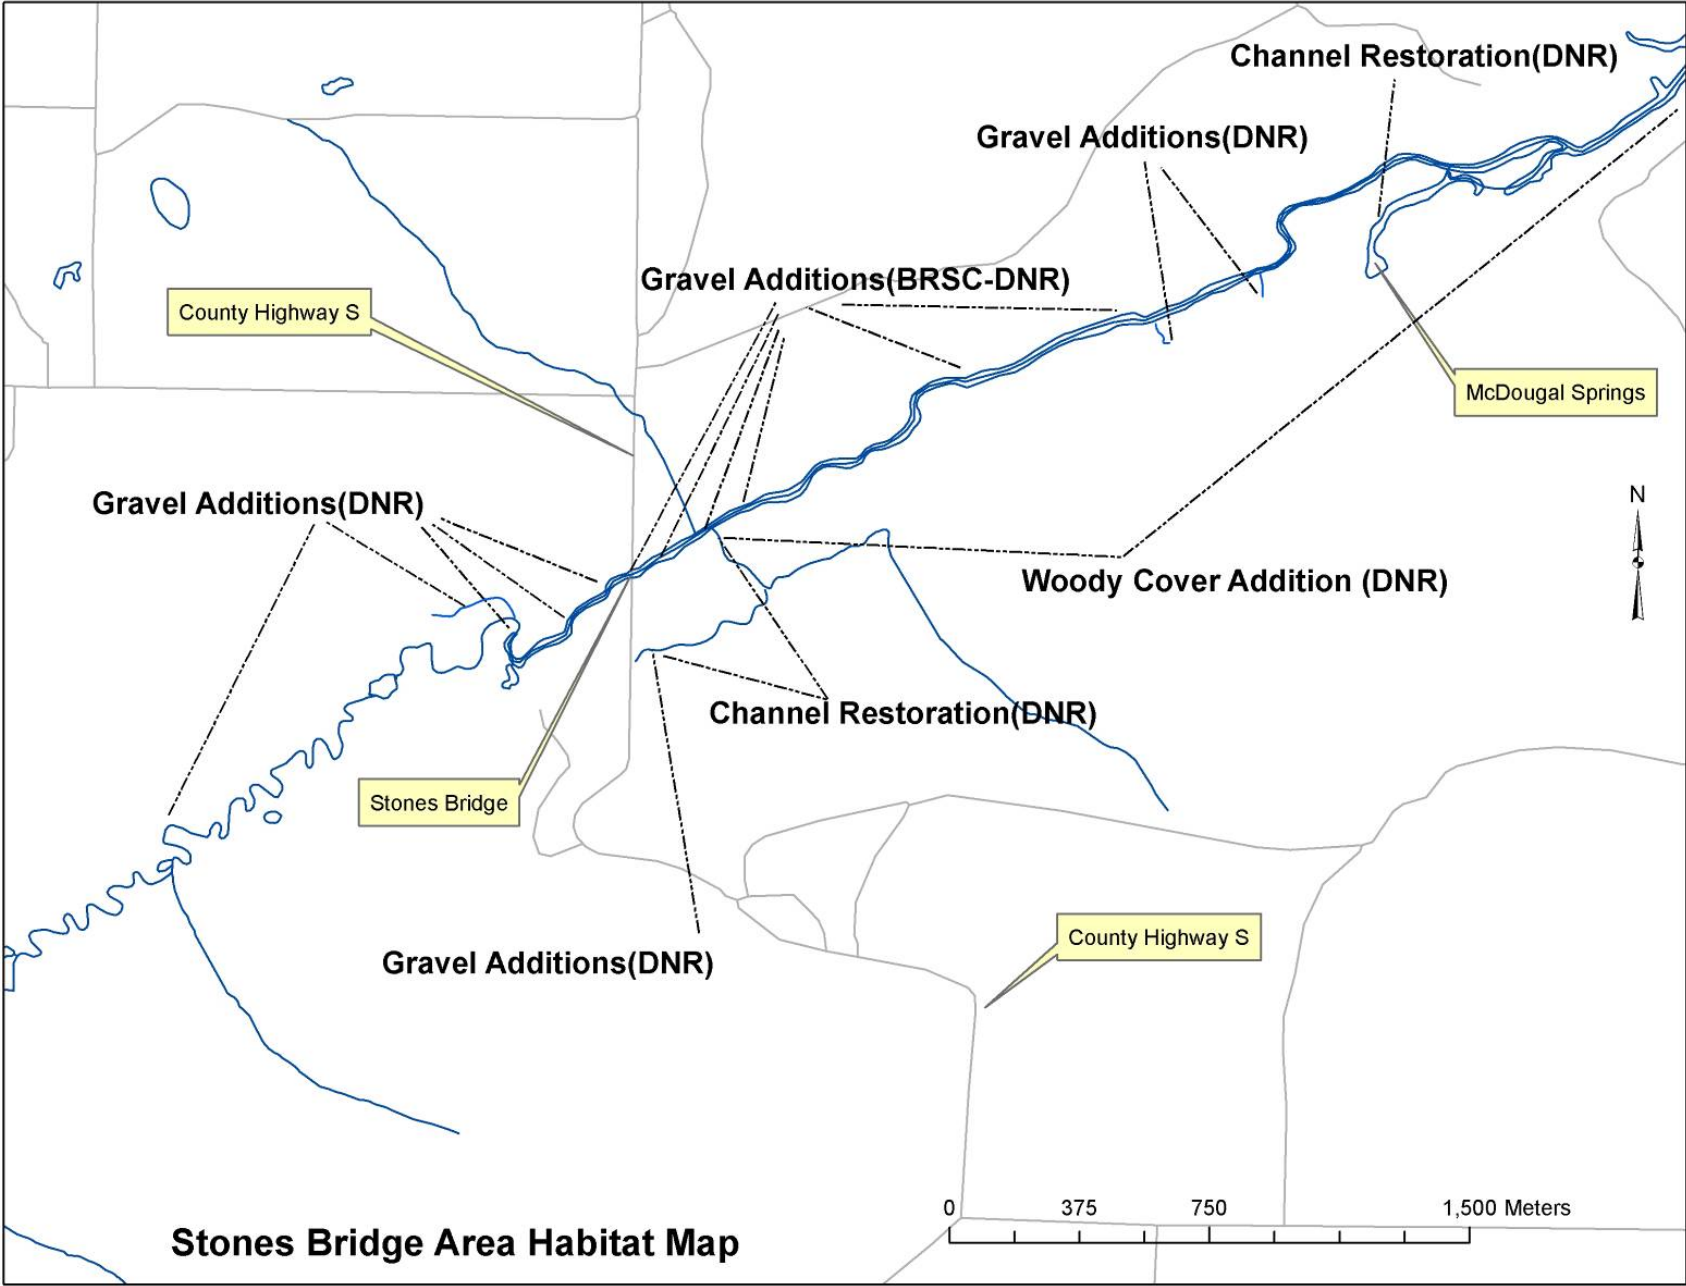 Channel Restoration(DNR)
Gravel Additions(DNR)
Gravel Additions(BRSC-DNR)
County Highway S
McDougal Springs
Gravel Additions(DNR)
N
Woody Cover Addition (DNR)
Channel Restoration(DNR)
Stones Bridge
County Highway S
Gravel Additions(DNR)
0 375 750 1,500 Meters
Stones Bridge Area Habitat Map